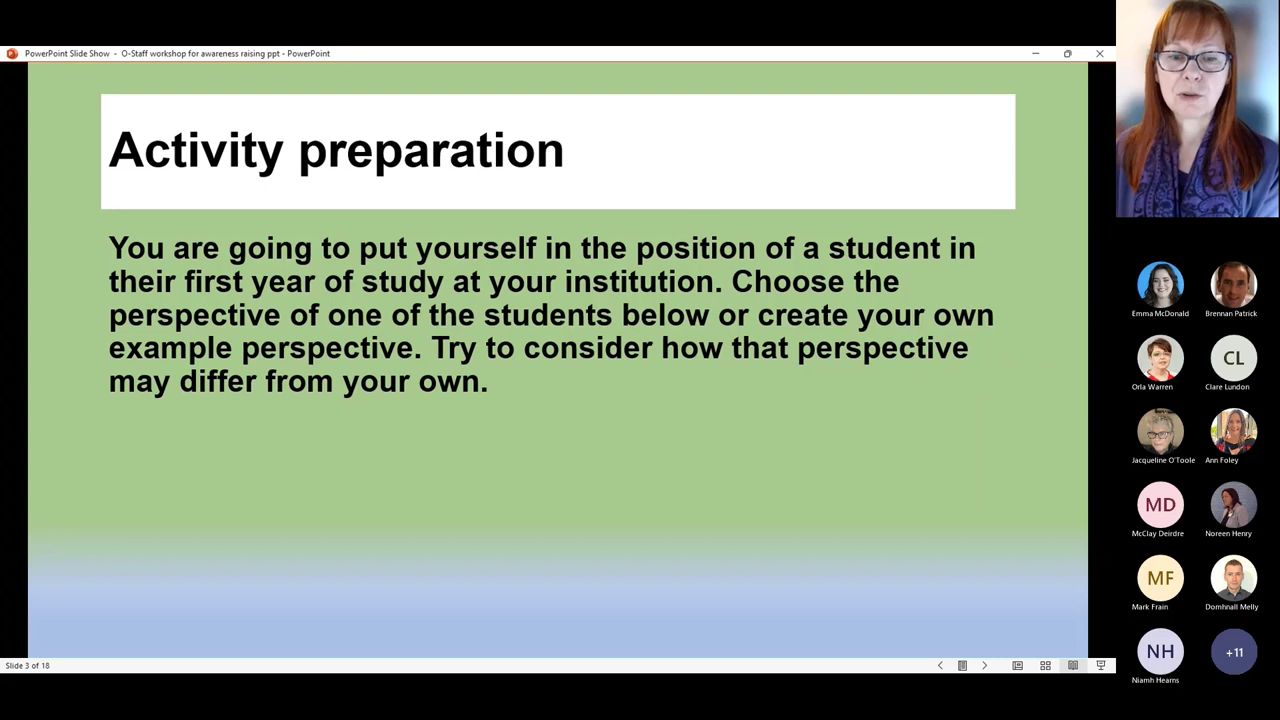 PowerPoint Slide Show - O-Staff workshop for awareness raising ppt - PowerPoint
Activity preparation
You are going to put yourself in the position of a student in
their first year of study at your institution. Choose the
perspective of one of the students below or create your own
example perspective. Try to consider how that perspective
may differ from your own.
Slide 3 of 18
Emma McDonald
Brennan Patrick
CL
Orla Warren
Clare Lundon
Jacqueline O'Toole
Ann Foley
MD
McClay Deirdre
Noreen Henry
MF
Mark Frain
Domhnall Melly
NH
+11
Niamh Hearns